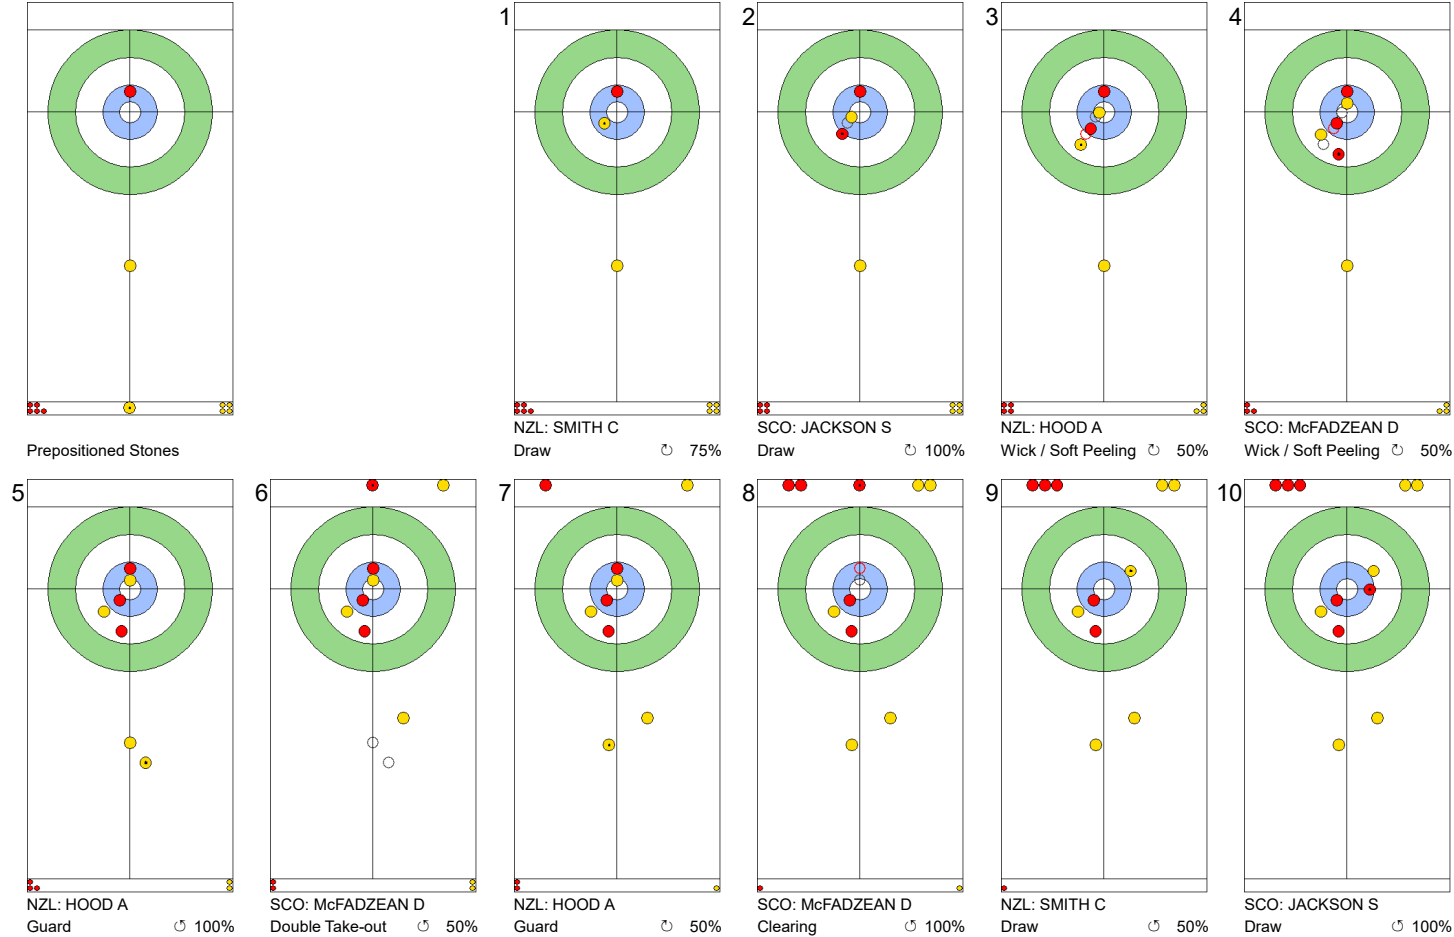 1
2
3
4
Prepositioned Stones
NZL: SMITH C
Draw ↻ 75%
SCO: JACKSON S
Draw ↻ 100%
NZL: HOOD A
Wick / Soft Peeling ↻ 50%
SCO: McFADZEAN D
Wick / Soft Peeling ↻ 50%
5
6
7
8
9
10
NZL: HOOD A
Guard ↺ 100%
SCO: McFADZEAN D
Double Take-out ↺ 50%
NZL: HOOD A
Guard ↺ 50%
SCO: McFADZEAN D
Clearing ↺ 100%
NZL: SMITH C
Draw ↺ 50%
SCO: JACKSON S
Draw ↺ 100%